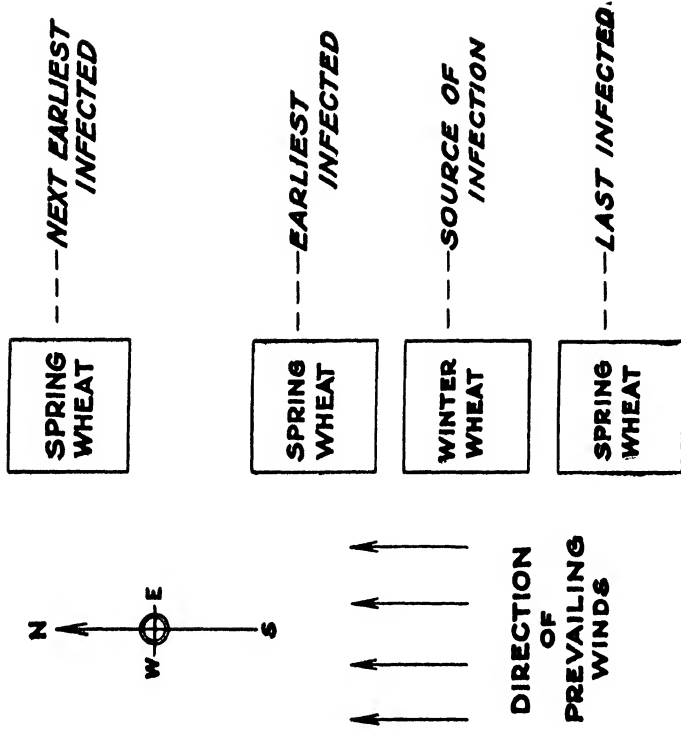 N
W
E
S
DIRECTION
OF
PREVAILING
WINDS
SPRING
WHEAT
NEXT EARLIEST
INFECTED
SPRING
WHEAT
EARLIEST
INFECTED
WINTER
WHEAT
SOURCE OF
INFECTION
SPRING
WHEAT
LAST INFECTED.